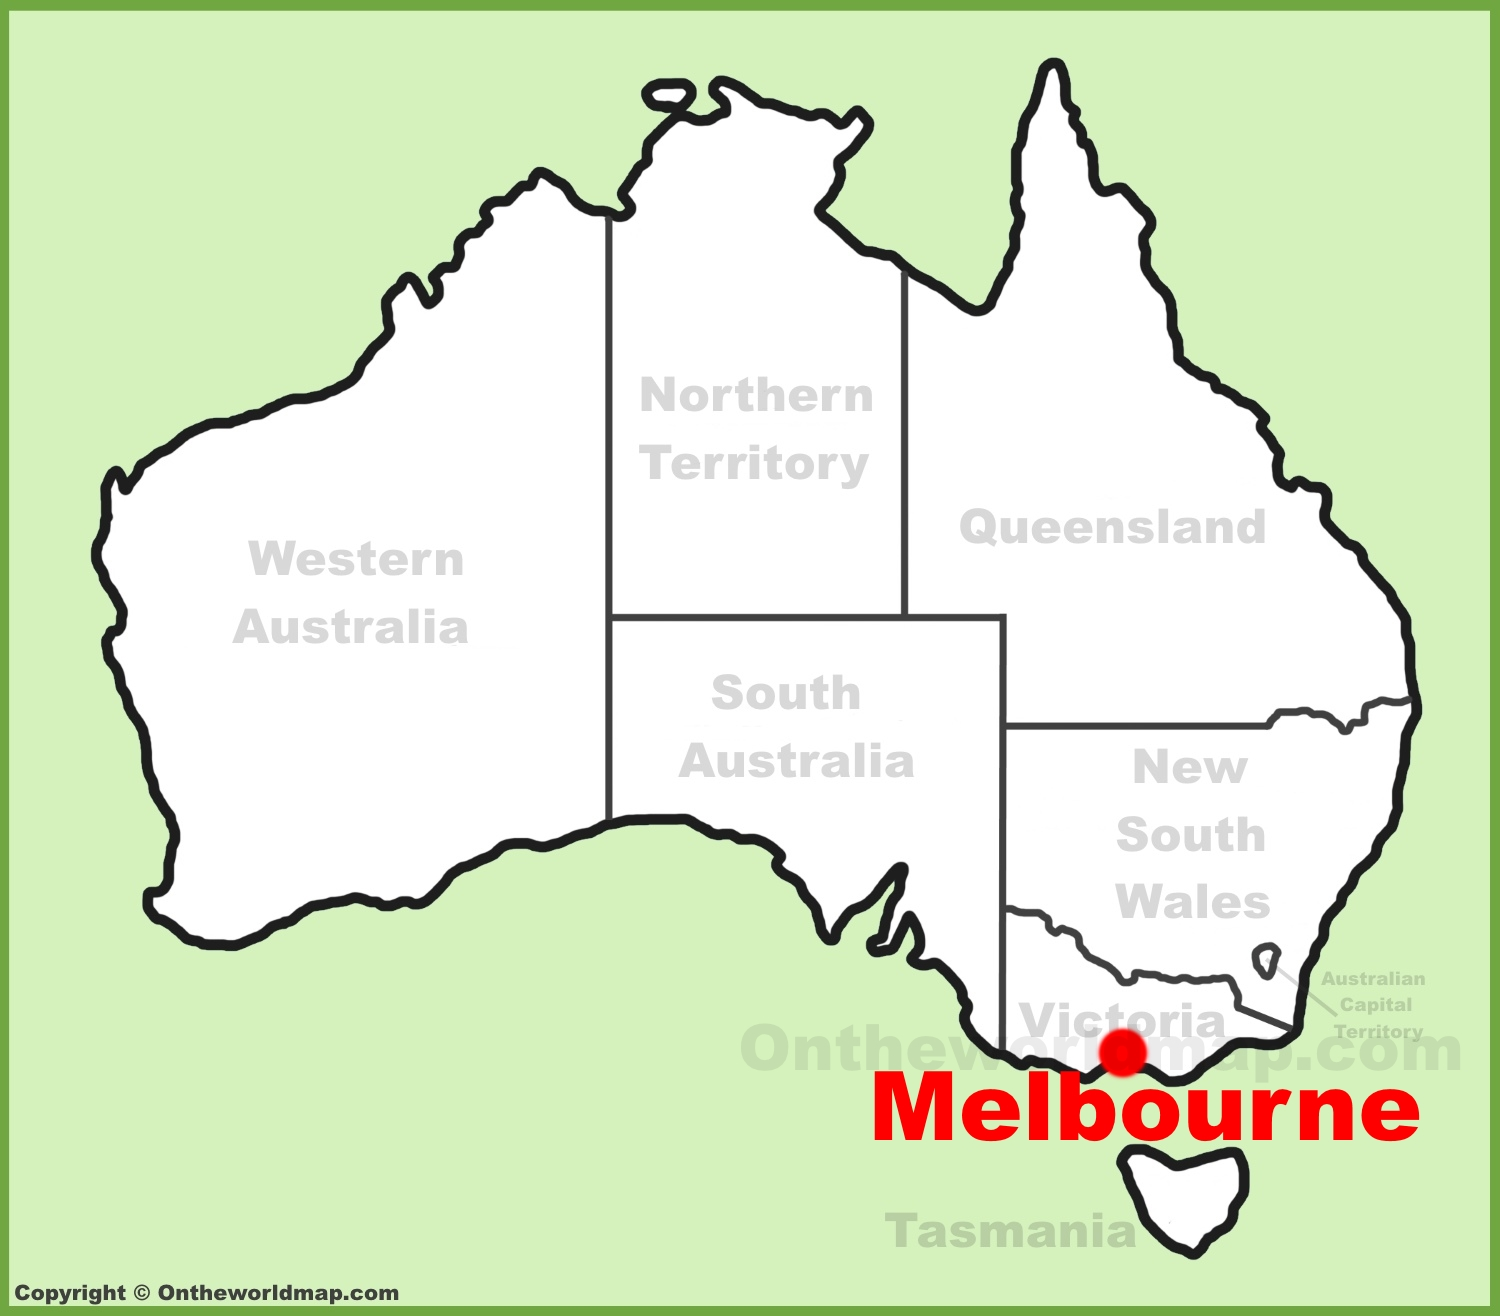 Northern
Territory
Queensland
Western
Australia
South
Australia
New
South
Wales
Australian
Capital
Territory
Victoria
Ontheworldmap.com
Melbourne
Tasmania
Copyright © Ontheworldmap.com